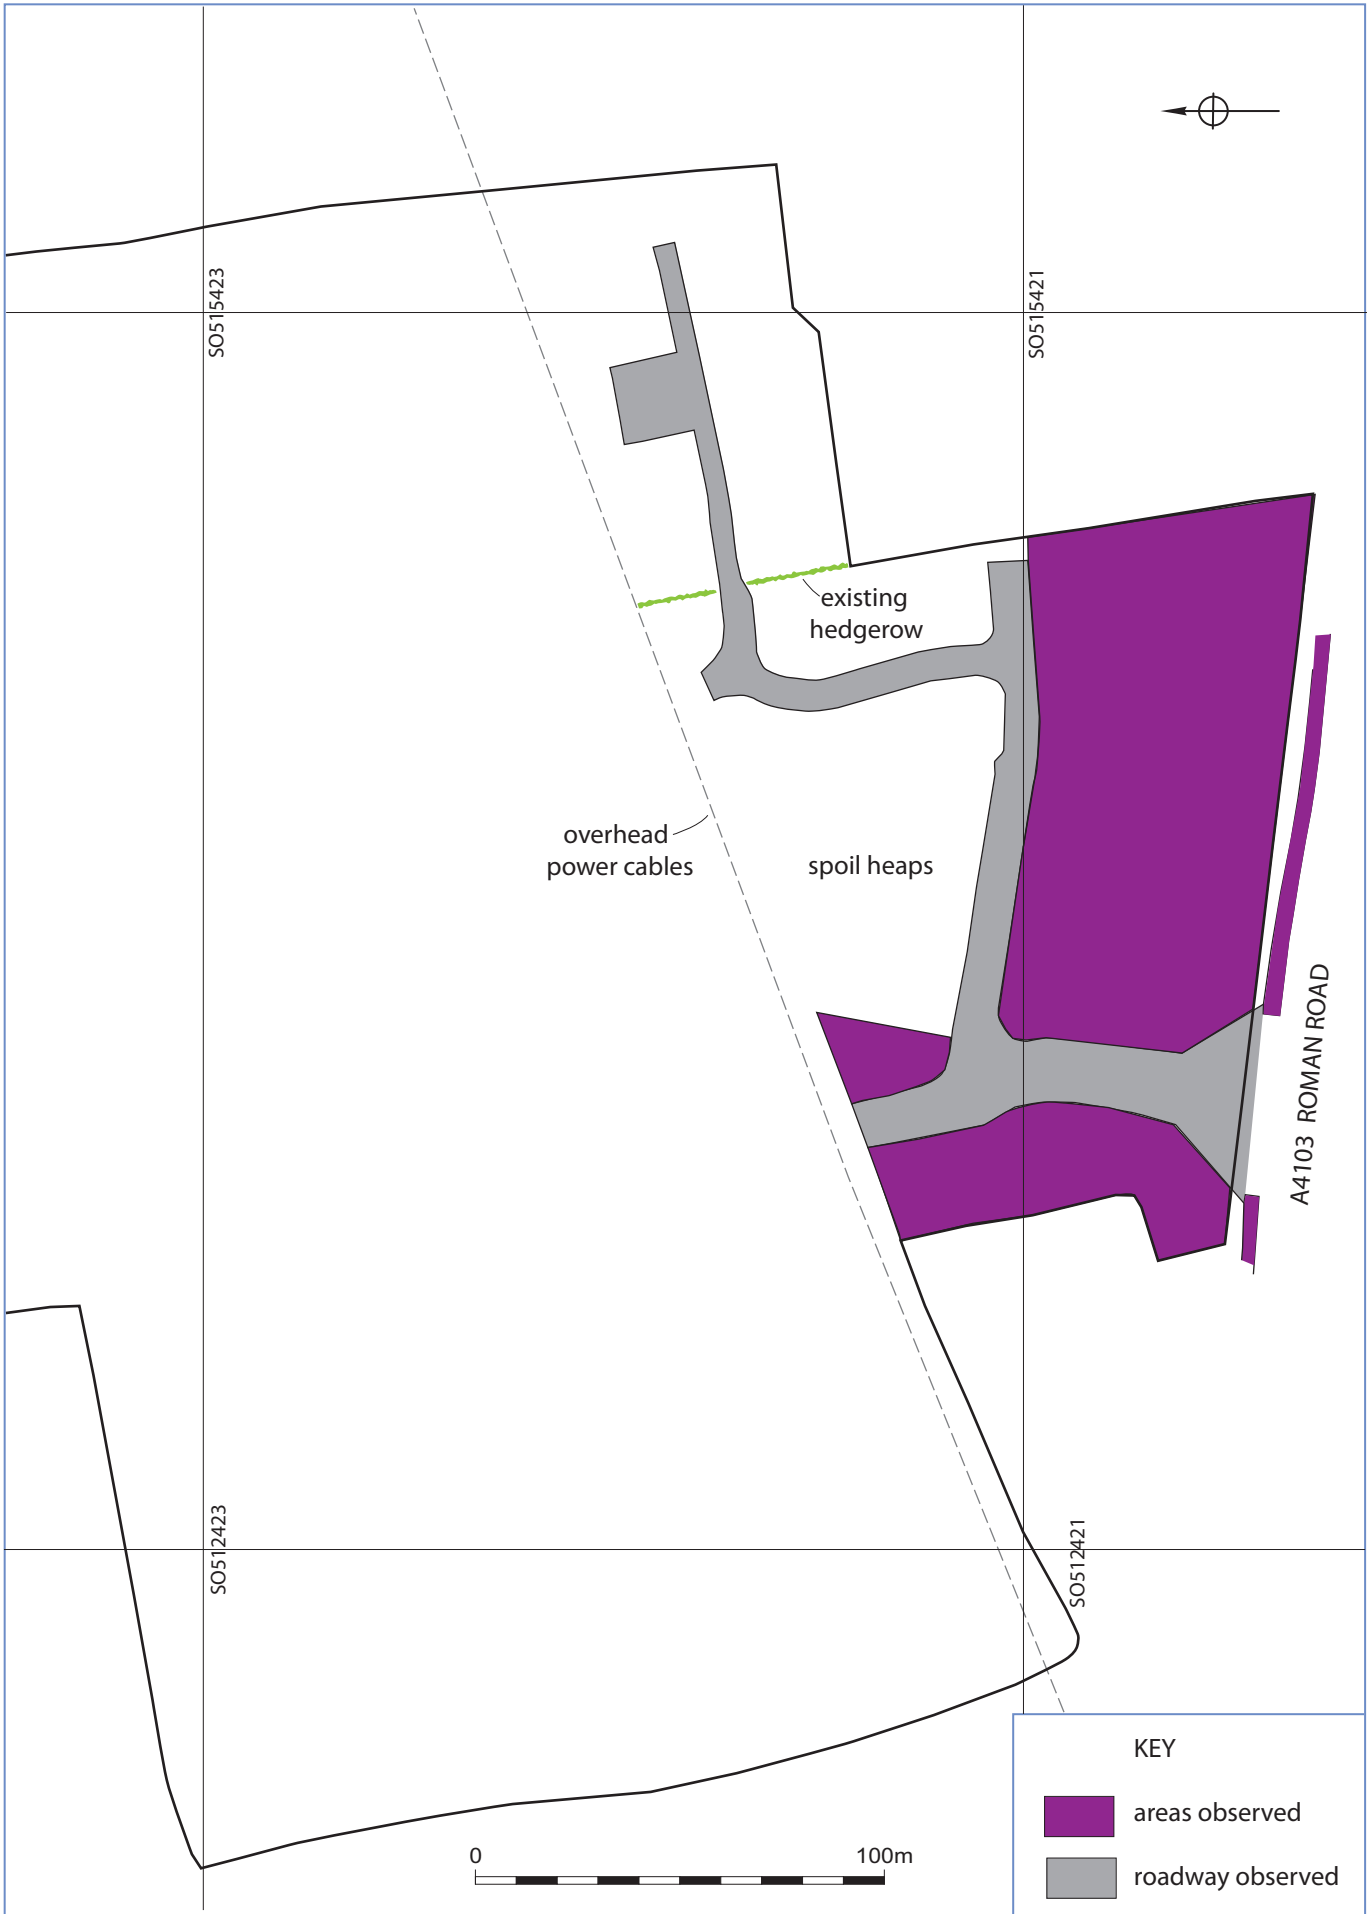 SO515423
SO515421
existing
hedgerow
overhead
power cables
spoil heaps
A4103 ROMAN ROAD
SO512423
SO512421
KEY
areas observed
roadway observed
0
100m